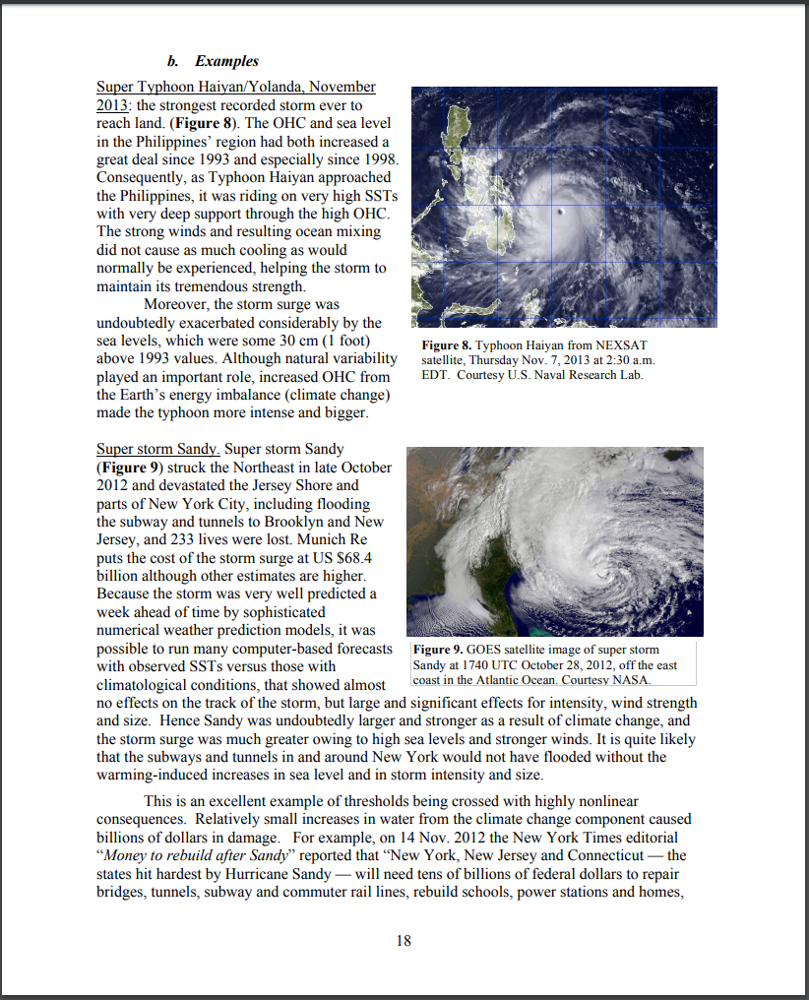 b. Examples
Super Typhoon Haiyan/Yolanda, November
2013: the strongest recorded storm ever to
reach land. (Figure 8). The OHC and sea level
in the Philippines’ region had both increased a
great deal since 1993 and especially since 1998.
Consequently, as Typhoon Haiyan approached
the Philippines, it was riding on very high SSTs
with very deep support through the high OHC.
The strong winds and resulting ocean mixing
did not cause as much cooling as would
normally be experienced, helping the storm to
maintain its tremendous strength.
Moreover, the storm surge was
undoubtedly exacerbated considerably by the
sea levels, which were some 30 cm (1 foot)
above 1993 values. Although natural variability
played an important role, increased OHC from
the Earth’s energy imbalance (climate change)
made the typhoon more intense and bigger.
Figure 8. Typhoon Haiyan from NEXSAT
satellite, Thursday Nov. 7, 2013 at 2:30 a.m.
EDT. Courtesy U.S. Naval Research Lab.
Super storm Sandy. Super storm Sandy
(Figure 9) struck the Northeast in late October
2012 and devastated the Jersey Shore and
parts of New York City, including flooding
the subway and tunnels to Brooklyn and New
Jersey, and 233 lives were lost. Munich Re
puts the cost of the storm surge at US $68.4
billion although other estimates are higher.
Because the storm was very well predicted a
week ahead of time by sophisticated
numerical weather prediction models, it was
possible to run many computer-based forecasts
with observed SSTs versus those with
climatological conditions, that showed almost
no effects on the track of the storm, but large and significant effects for intensity, wind strength
and size. Hence Sandy was undoubtedly larger and stronger as a result of climate change, and
the storm surge was much greater owing to high sea levels and stronger winds. It is quite likely
that the subways and tunnels in and around New York would not have flooded without the
warming-induced increases in sea level and in storm intensity and size.
Figure 9. GOES satellite image of super storm
Sandy at 1740 UTC October 28, 2012, off the east
coast in the Atlantic Ocean. Courtesy NASA.
This is an excellent example of thresholds being crossed with highly nonlinear
consequences. Relatively small increases in water from the climate change component caused
billions of dollars in damage. For example, on 14 Nov. 2012 the New York Times editorial
“Money to rebuild after Sandy” reported that “New York, New Jersey and Connecticut — the
states hit hardest by Hurricane Sandy — will need tens of billions of federal dollars to repair
bridges, tunnels, subway and commuter rail lines, rebuild schools, power stations and homes,
18